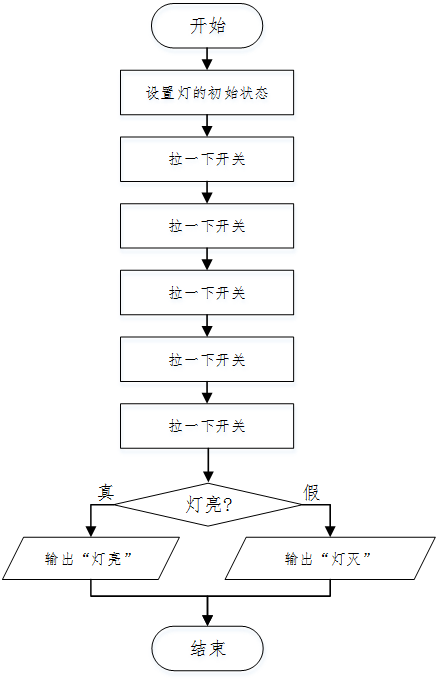 开始
设置灯的初始状态
拉一下开关
拉一下开关
拉一下开关
拉一下开关
拉一下开关
真
灯亮?
假
输出“灯亮”
输出“灯灭”
结束